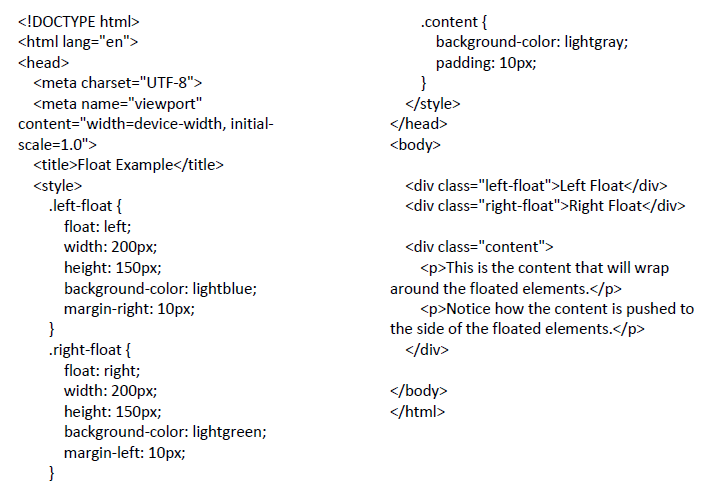 <!DOCTYPE html>
<html lang="en">
<head>
    <meta charset="UTF-8">
    <meta name="viewport"
content="width=device-width, initial-
scale=1.0">
    <title>Float Example</title>
    <style>
        .left-float {
            float: left;
            width: 200px;
            height: 150px;
            background-color: lightblue;
            margin-right: 10px;
        }
        .right-float {
            float: right;
            width: 200px;
            height: 150px;
            background-color: lightgreen;
            margin-left: 10px;
        }
        .content {
            background-color: lightgray;
            padding: 10px;
        }
    </style>
</head>
<body>
    <div class="left-float">Left Float</div>
    <div class="right-float">Right Float</div>
    <div class="content">
        <p>This is the content that will wrap
around the floated elements.</p>
        <p>Notice how the content is pushed to
the side of the floated elements.</p>
    </div>
</body>
</html>